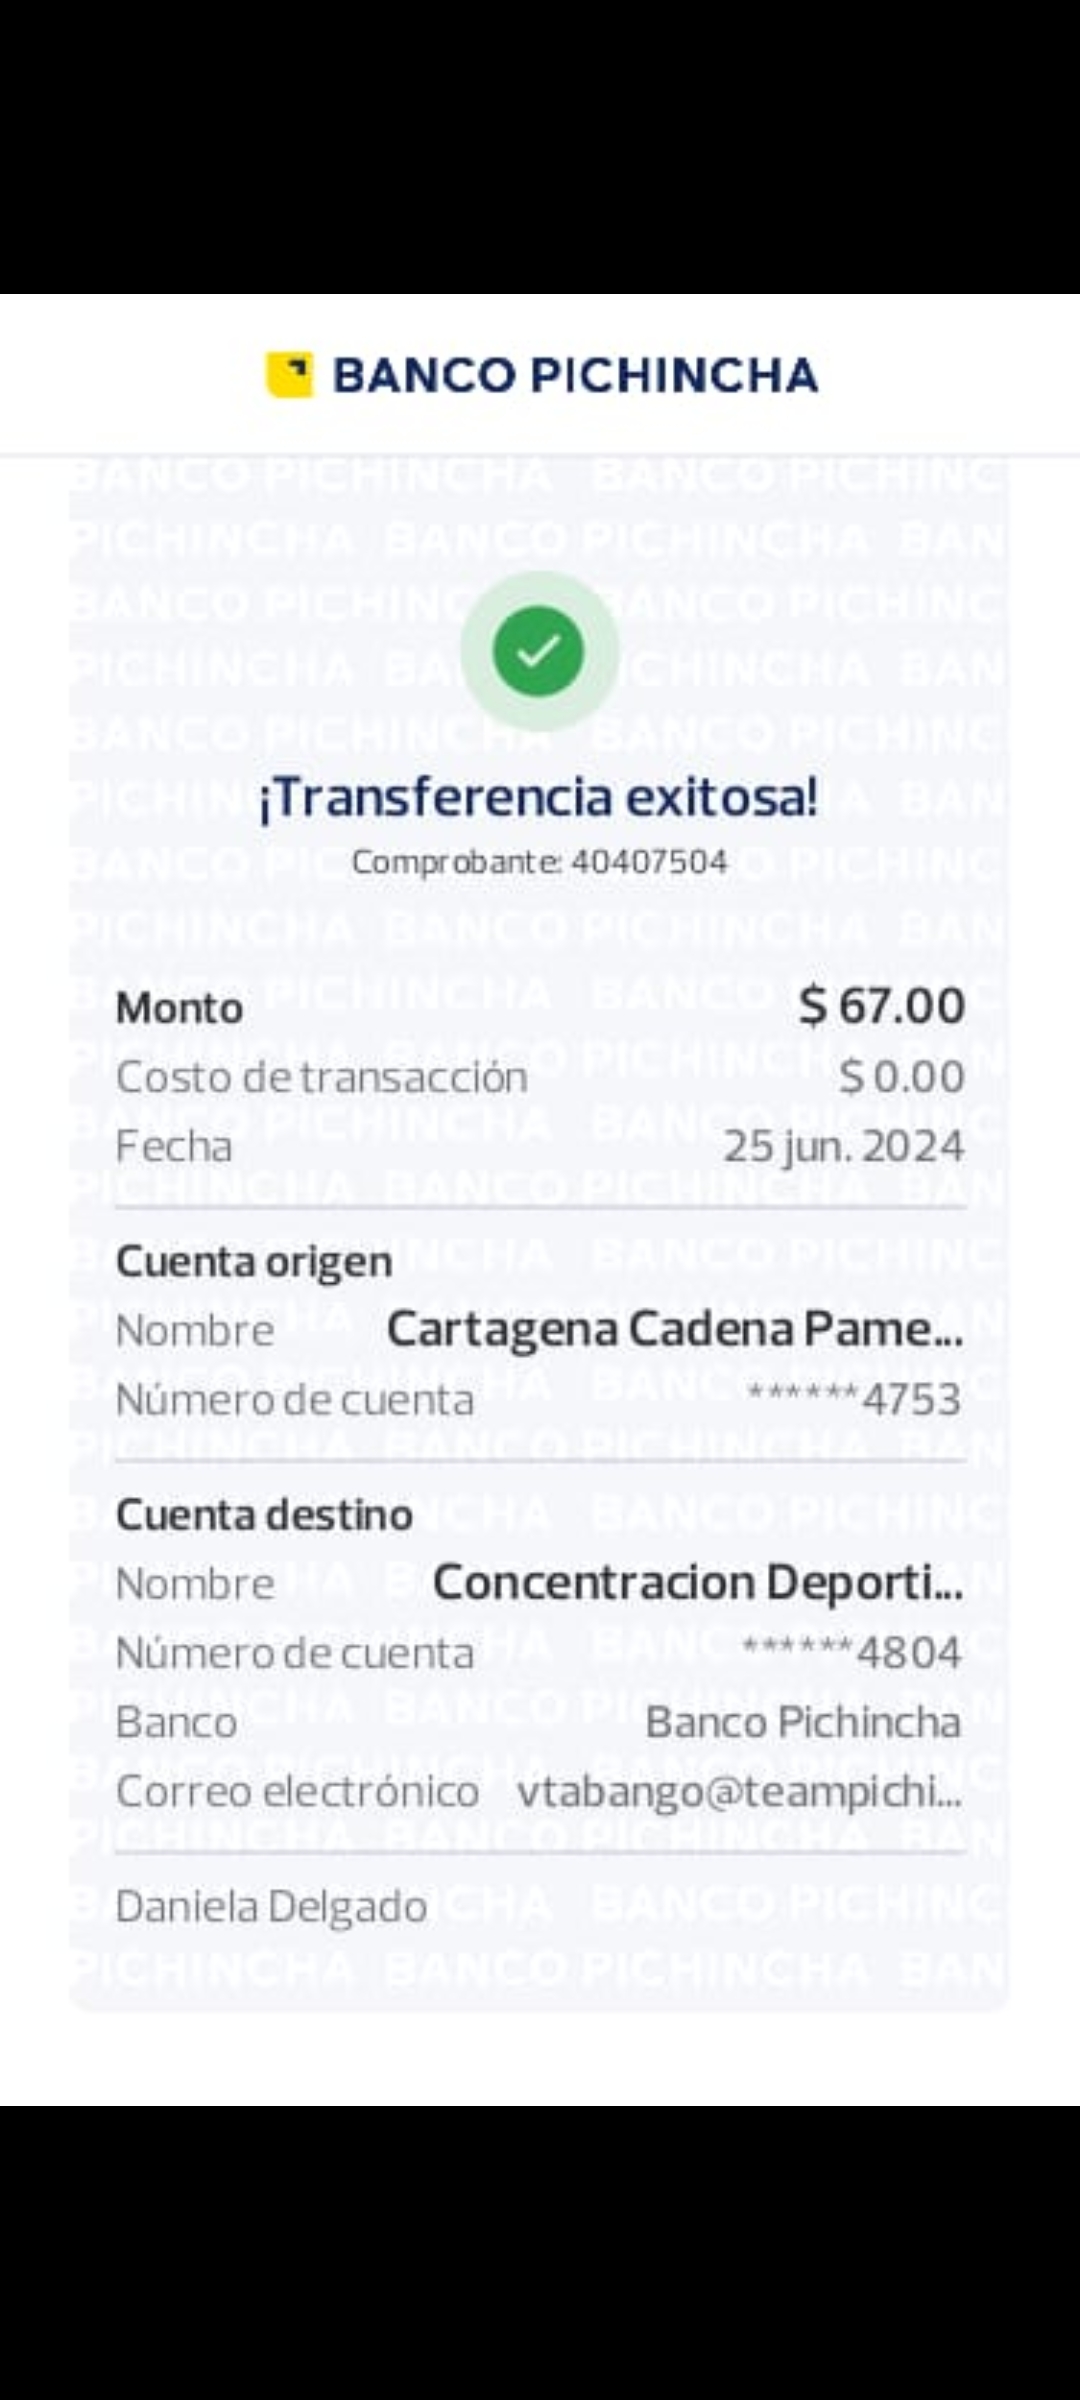 BANCO PICHINCHA
¡Transferencia exitosa!
Comprobante: 40407504
Monto $ 67.00
Costo de transacción $ 0.00
Fecha 25 jun. 2024
Cuenta origen
Nombre Cartagena Cadena Pame...
Número de cuenta ******4753
Cuenta destino
Nombre Concentracion Deporti...
Número de cuenta ******4804
Banco Banco Pichincha
Correo electrónico vtabango@teampichi...
Daniela Delgado